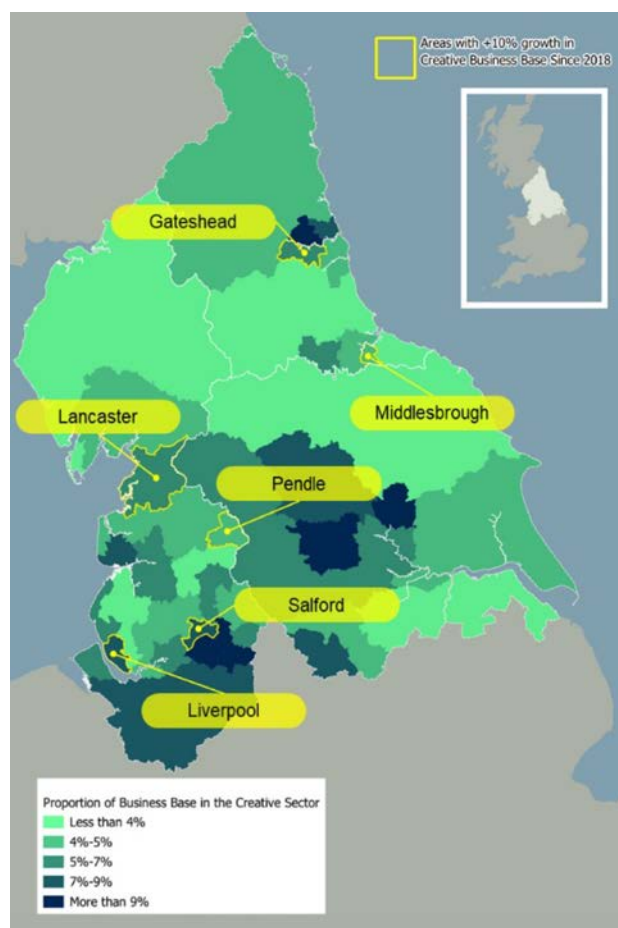 Areas with +10% growth in
Creative Business Base Since 2018
Gateshead
Middlesbrough
Lancaster
Pendle
Salford
Liverpool
Proportion of Business Base in the Creative Sector
Less than 4%
4%-5%
5%-7%
7%-9%
More than 9%